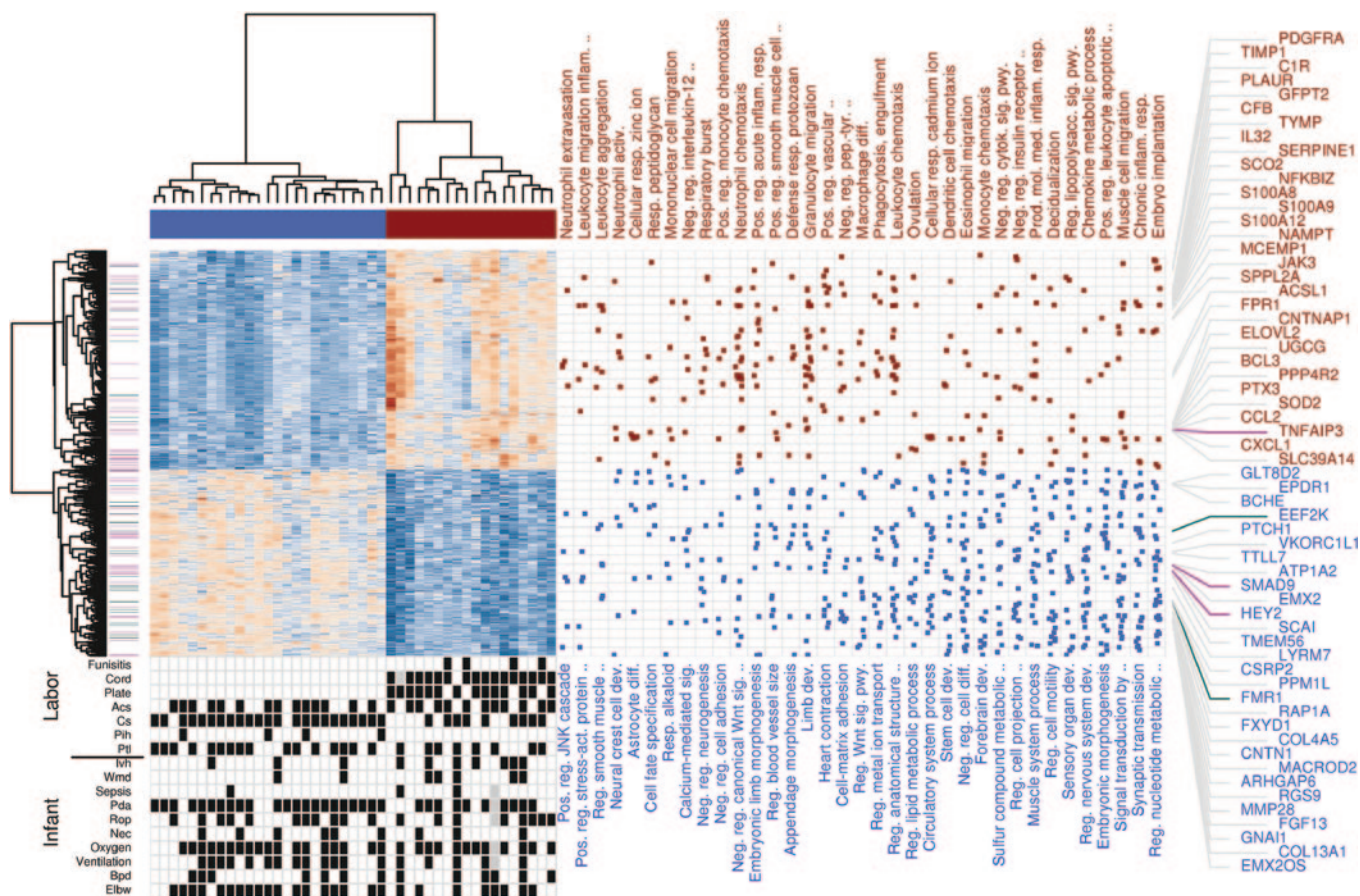 Neutrophil extravasation
Leukocyte migration inflam. ..
Leukocyte aggregation
Neutrophil activ.
Cellular resp. zinc ion
Resp. peptidoglycan
Mononuclear cell migration
Neg. reg. interleukin-12 ..
Respiratory burst
Pos. reg. monocyte chemotaxis
Neutrophil chemotaxis
Pos. reg. acute inflam. resp.
Pos. reg. smooth muscle cell ..
Defense resp. protozoan
Granulocyte migration
Pos. reg. vascular ..
Neg. reg. pep.-tyr. ..
Macrophage diff.
Phagocytosis, engulfment
Leukocyte chemotaxis
Ovulation
Cellular resp. cadmium ion
Dendritic cell chemotaxis
Eosinophil migration
Monocyte chemotaxis
Neg. reg. cytok. sig. pwy.
Neg. reg. insulin receptor ..
Prod. mol. med. inflam. resp.
Decidualization
Reg. lipopolysacc. sig. pwy.
Chemokine metabolic process
Pos. reg. leukocyte apoptotic ..
Muscle cell migration
Chronic inflam. resp.
Embryo implantation
PDGFRA
TIMP1
C1R
PLAUR
GFPT2
CFB
TYMP
IL32
SERPINE1
SCO2
NFKBIZ
S100A8
S100A9
S100A12
NAMPT
MCEMP1
JAK3
SPPL2A
ACSL1
FPR1
CNTNAP1
ELOVL2
UGCG
BCL3
PPP4R2
PTX3
SOD2
CCL2
TNFAIP3
CXCL1
SLC39A14
GLT8D2
EPDR1
BCHE
EEF2K
PTCH1
VKORC1L1
TTLL7
ATP1A2
SMAD9
EMX2
HEY2
SCAI
TMEM56
LYRM7
CSRP2
PPM1L
FMR1
RAP1A
FXYD1
COL4A5
CNTN1
MACROD2
ARHGAP6
RGS9
MMP28
FGF13
GNAI1
COL13A1
EMX2OS
Labor
Funisitis
Cord
Plate
Acs
Cs
Pih
Ptl
Infant
Ivh
Wmd
Sepsis
Pda
Rop
Nec
Oxygen
Ventilation
Bpd
Elbw
Pos. reg. JNK cascade
Pos. reg. stress-act. protein ..
Reg. smooth muscle ..
Neural crest cell dev.
Astrocyte diff.
Cell fate specification
Resp. alkaloid
Calcium-mediated sig.
Neg. reg. neurogenesis
Neg. reg. cell adhesion
Neg. reg. canonical Wnt sig. ..
Embryonic limb morphogenesis
Reg. blood vessel size
Appendage morphogenesis
Limb dev.
Heart contraction
Cell-matrix adhesion
Reg. Wnt sig. pwy.
Reg. metal ion transport
Reg. anatomical structure ..
Reg. lipid metabolic process
Circulatory system process
Stem cell dev.
Neg. reg. cell diff.
Forebrain dev.
Sulfur compound metabolic ..
Reg. cell projection ..
Muscle system process
Reg. cell motility
Sensory organ dev.
Reg. nervous system dev.
Embryonic morphogenesis
Signal transduction by ..
Synaptic transmission
Reg. nucleotide metabolic ..